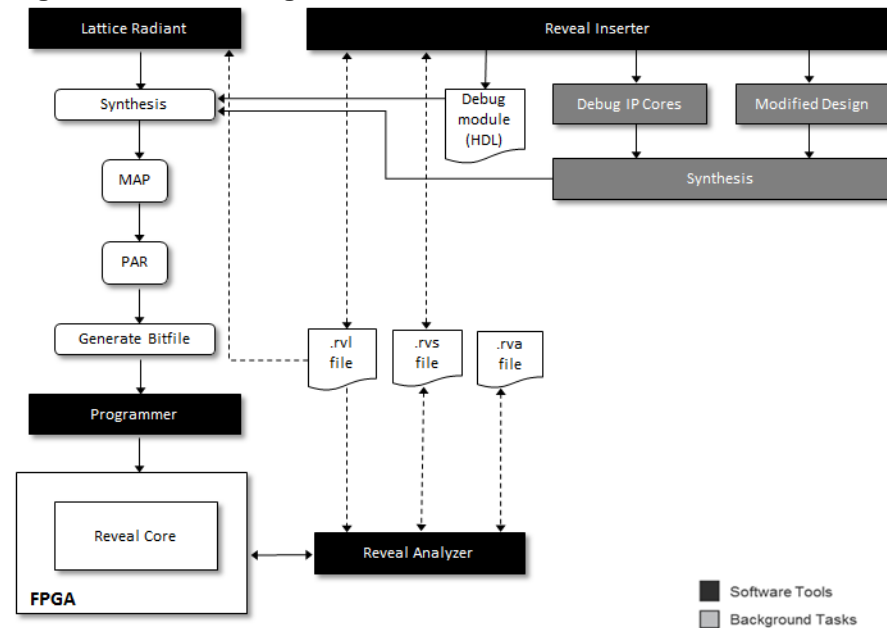 Lattice Radiant
Reveal Inserter
Synthesis
Debug
module
(HDL)
Debug IP Cores
Modified Design
MAP
Synthesis
PAR
Generate Bitfile
.rvl
file
.rvs
file
.rva
file
Programmer
Reveal Core
Reveal Analyzer
FPGA
Software Tools
Background Tasks